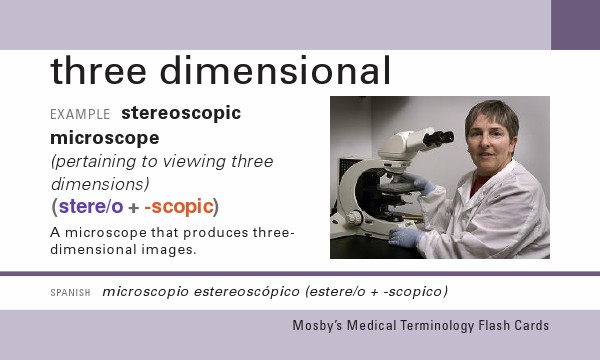 three dimensional
EXAMPLE stereoscopic
microscope
(pertaining to viewing three
dimensions)
(stere/o + -scopic)
A microscope that produces three-
dimensional images.
SPANISH microscopio estereoscópico (estere/o + -scopico)
Mosby's Medical Terminology Flash Cards